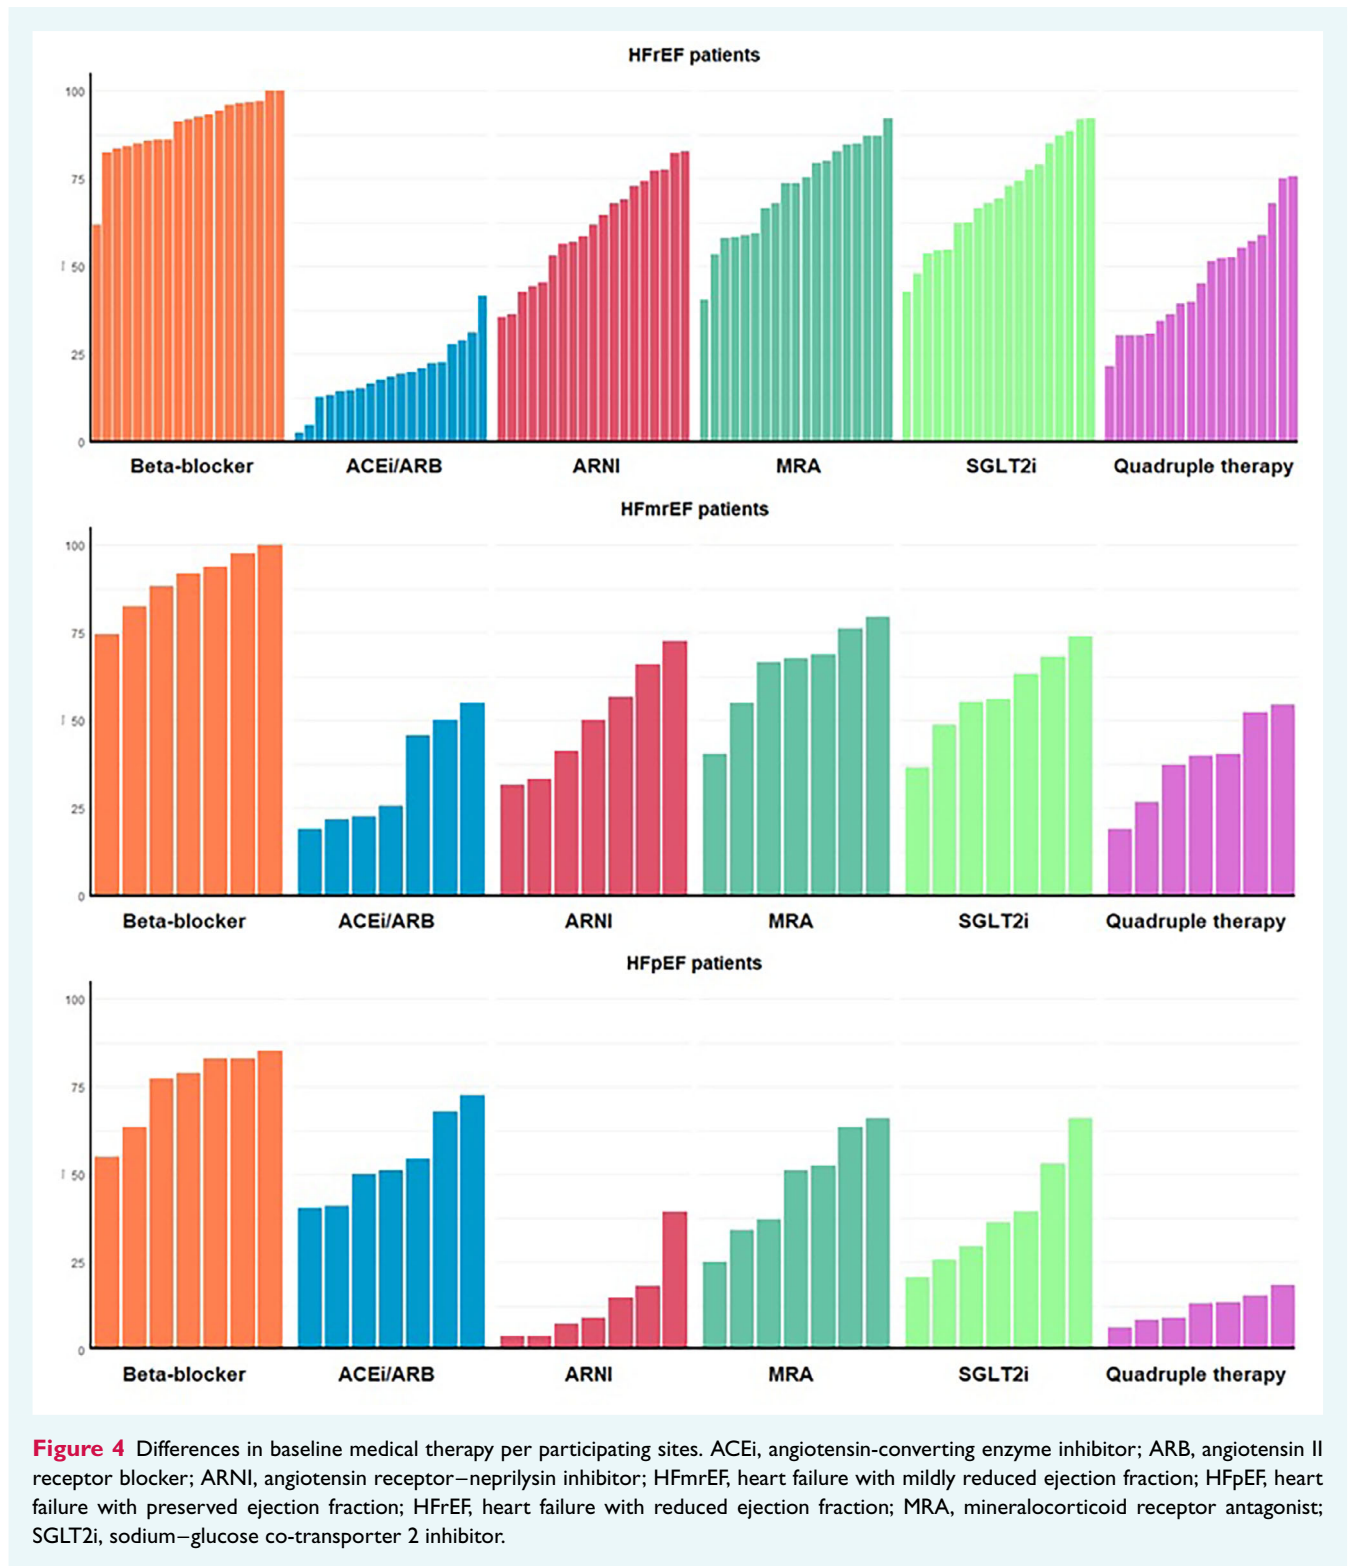 HFrEF patients
100
75
50
25
0
Beta-blocker ACEi/ARB ARNI MRA SGLT2i Quadruple therapy
HFmrEF patients
100
75
50
25
0
Beta-blocker ACEi/ARB ARNI MRA SGLT2i Quadruple therapy
HFpEF patients
100
75
50
25
0
Beta-blocker ACEi/ARB ARNI MRA SGLT2i Quadruple therapy
Figure 4 Differences in baseline medical therapy per participating sites. ACEi, angiotensin-converting enzyme inhibitor; ARB, angiotensin II
receptor blocker; ARNI, angiotensin receptor–neprilysin inhibitor; HFmrEF, heart failure with mildly reduced ejection fraction; HFpEF, heart
failure with preserved ejection fraction; HFrEF, heart failure with reduced ejection fraction; MRA, mineralocorticoid receptor antagonist;
SGLT2i, sodium–glucose co-transporter 2 inhibitor.